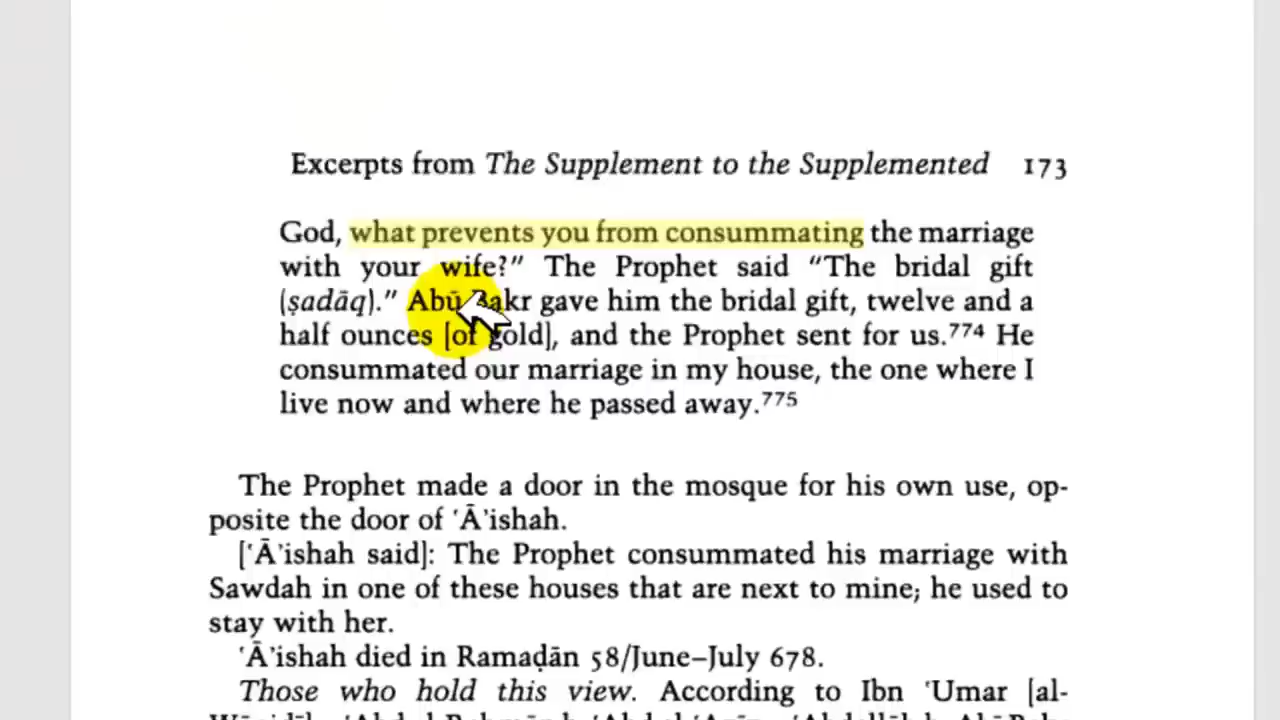 Excerpts from The Supplement to the Supplemented 173
God, what prevents you from consummating the marriage
with your wife?" The Prophet said "The bridal gift
(ṣadāq)." Abū Bakr gave him the bridal gift, twelve and a
half ounces [of gold], and the Prophet sent for us.⁷⁷⁴ He
consummated our marriage in my house, the one where I
live now and where he passed away.⁷⁷⁵
The Prophet made a door in the mosque for his own use, op-
posite the door of ʿĀʾishah.
[ʿĀʾishah said]: The Prophet consummated his marriage with
Sawdah in one of these houses that are next to mine; he used to
stay with her.
ʿĀʾishah died in Ramaḍān 58/June–July 678.
Those who hold this view. According to Ibn ʿUmar [al-